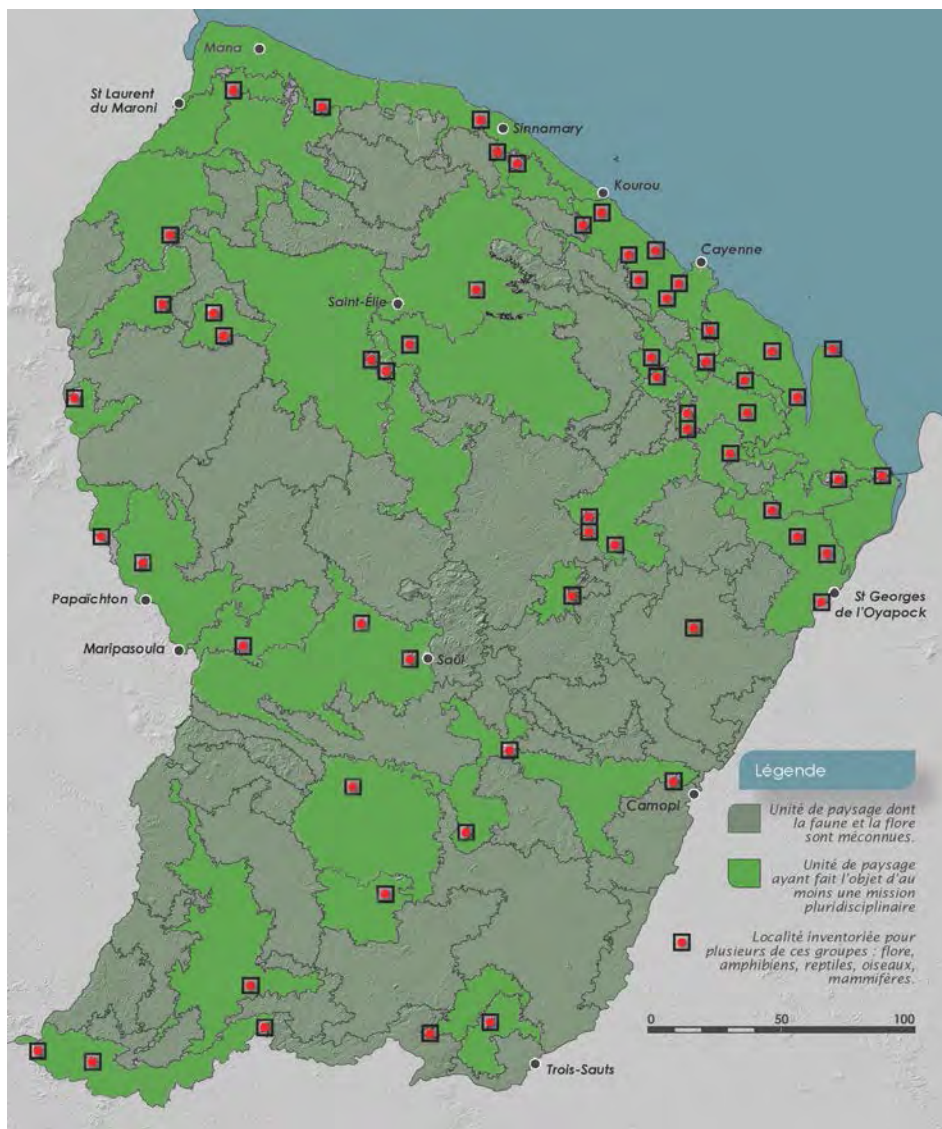 Mana
St Laurent
du Maroni
Sinnamary
Kourou
Cayenne
Saint-Élie
Papaïchton
St Georges
de l'Oyapock
Maripasoula
Saül
Légende
Camopi
Unité de paysage dont
la faune et la flore
sont méconnues.
Unité de paysage
ayant fait l'objet d'au
moins une mission
pluridisciplinaire
Localité inventoriée pour
plusieurs de ces groupes : flore,
amphibiens, reptiles, oiseaux,
mammifères.
0 50 100
Trois-Sauts